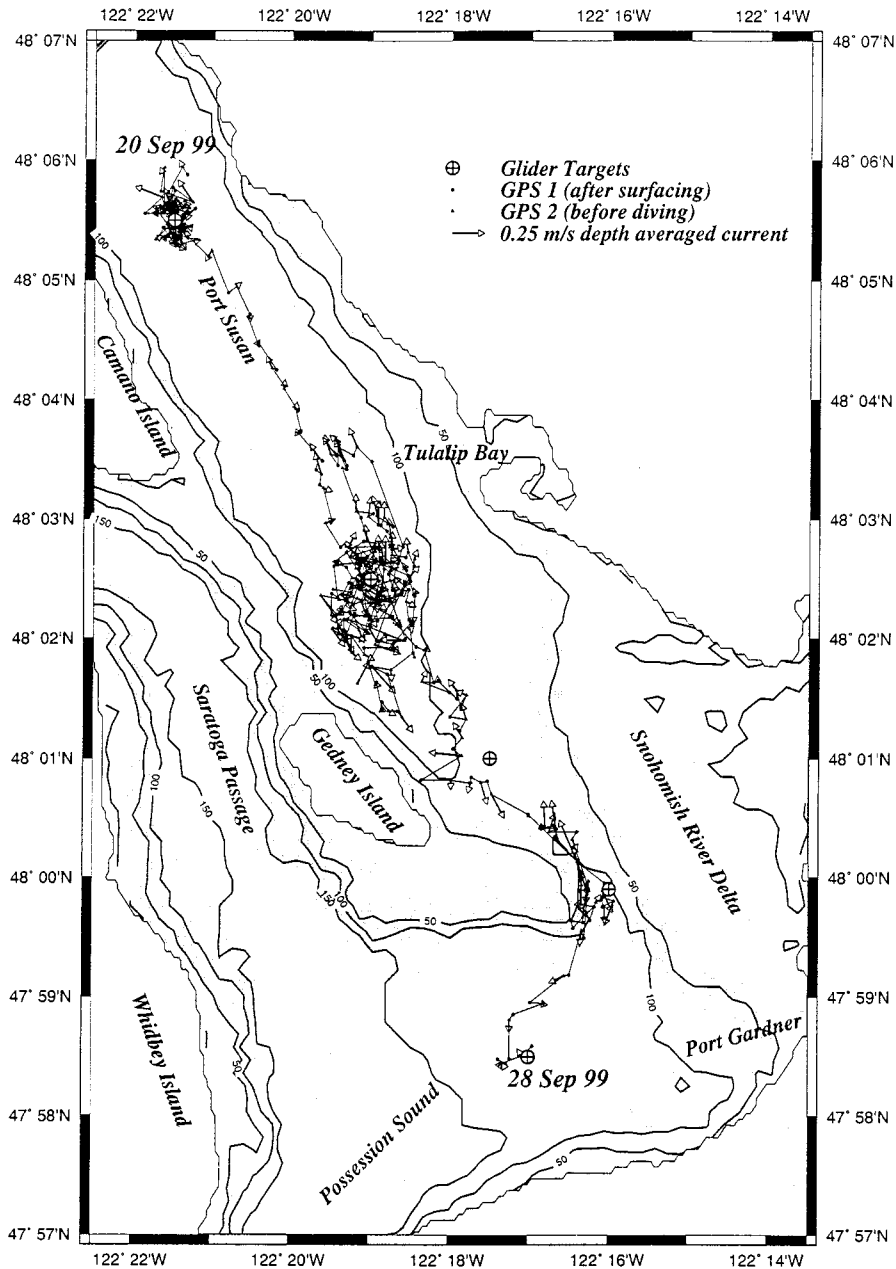 122° 22'W
122° 20'W
122° 18'W
122° 16'W
122° 14'W
48° 07'N
48° 07'N
20 Sep 99
48° 06'N
48° 06'N
Glider Targets
GPS 1 (after surfacing)
GPS 2 (before diving)
0.25 m/s depth averaged current
100
48° 05'N
48° 05'N
Port Susan
Camano Island
48° 04'N
48° 04'N
50
100
Tulalip Bay
150
50
48° 03'N
48° 03'N
48° 02'N
48° 02'N
100
50
Saratoga Passage
Gedney Island
Snohomish River Delta
48° 01'N
48° 01'N
100
150
48° 00'N
48° 00'N
50
100
150
50
47° 59'N
47° 59'N
100
Port Gardner
Whidbey Island
50
28 Sep 99
47° 58'N
47° 58'N
Possession Sound
50
47° 57'N
47° 57'N
122° 22'W
122° 20'W
122° 18'W
122° 16'W
122° 14'W